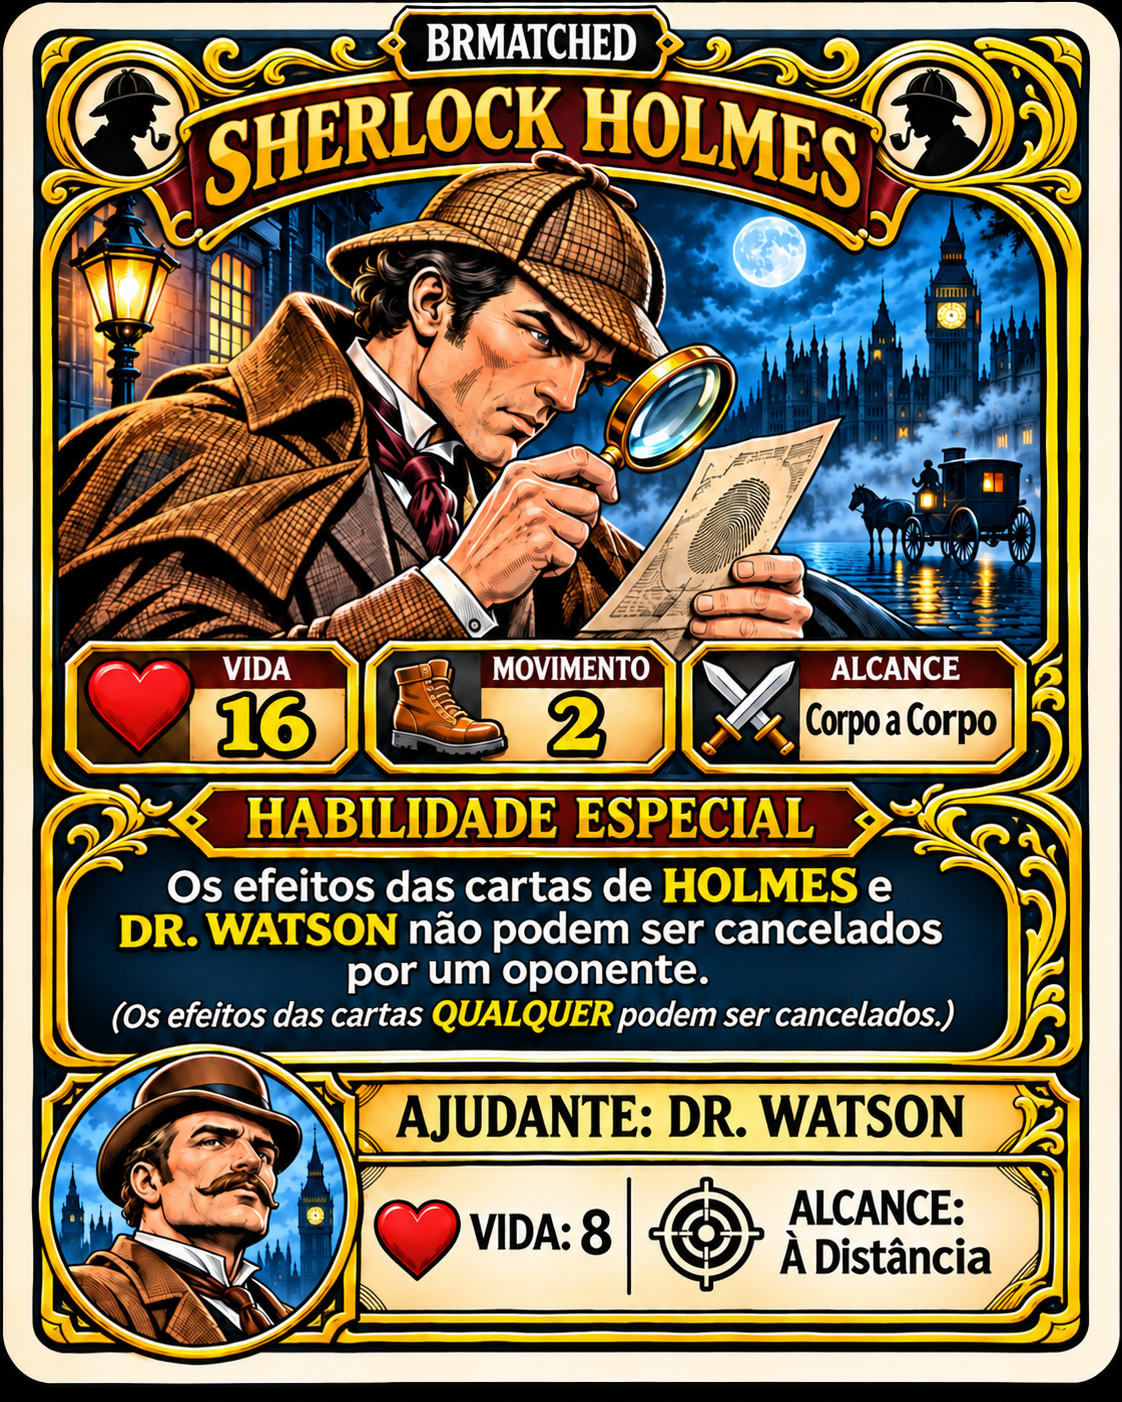 BRMATCHED
SHERLOCK HOLMES
VIDA
16
MOVIMENTO
2
ALCANCE
Corpo a Corpo
HABILIDADE ESPECIAL
Os efeitos das cartas de HOLMES e
DR. WATSON não podem ser cancelados
por um oponente.
(Os efeitos das cartas QUALQUER podem ser cancelados.)
AJUDANTE: DR. WATSON
VIDA: 8
ALCANCE:
À Distância